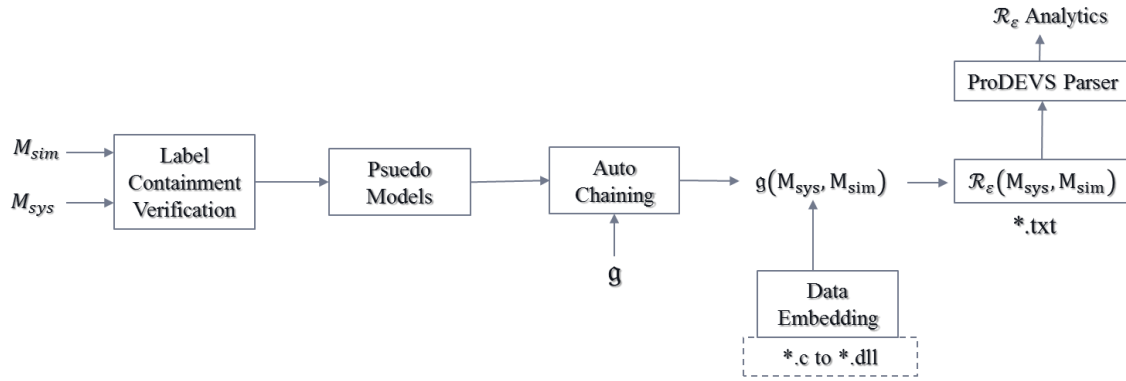 ℛ_ε Analytics
ProDEVS Parser
M_sim
M_sys
Label
Containment
Verification
Psuedo
Models
Auto
Chaining
𝔤
𝔤(M_sys, M_sim)
ℛ_ε(M_sys, M_sim)
*.txt
Data
Embedding
*.c to *.dll